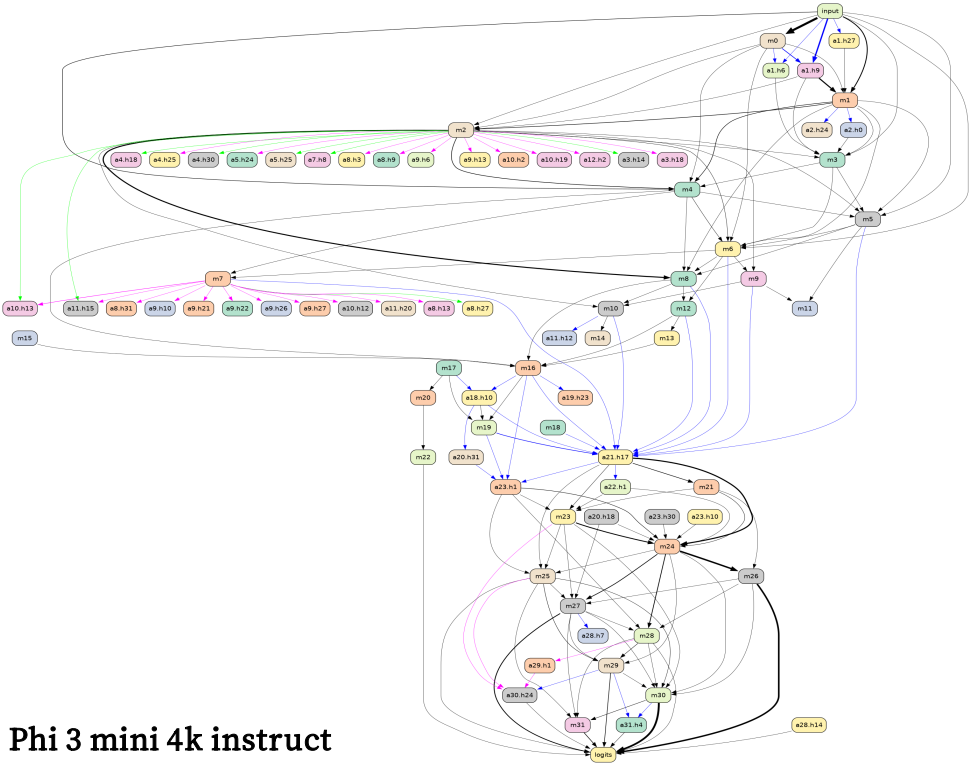 input
m0
a1.h27
a1.h6 a1.h9
m1
m2 a2.h24 a2.h0
a4.h18 a4.h25 a4.h30 a5.h24 a5.h25 a7.h8 a8.h3 a8.h9 a9.h6 a9.h13 a10.h2 a10.h19 a12.h2 a3.h14 a3.h18 m3
m4
m5
m6
m7 m8 m9
a10.h13 a11.h15 a8.h31 a9.h10 a9.h21 a9.h22 a9.h26 a9.h27 a10.h12 a11.h20 a8.h13 a8.h27 m10 m12 m11
m15 a11.h12 m14 m13
m17 m16
m20 a18.h10 a19.h23
m19 m18
m22 a20.h31 a21.h17
a23.h1 a22.h1 m21
m23 a20.h18 a23.h30 a23.h10
m24
m25 m26
m27
m28 a28.h7
a29.h1 m29
a30.h24 m30
m31 a31.h4 a28.h14
Phi 3 mini 4k instruct
logits